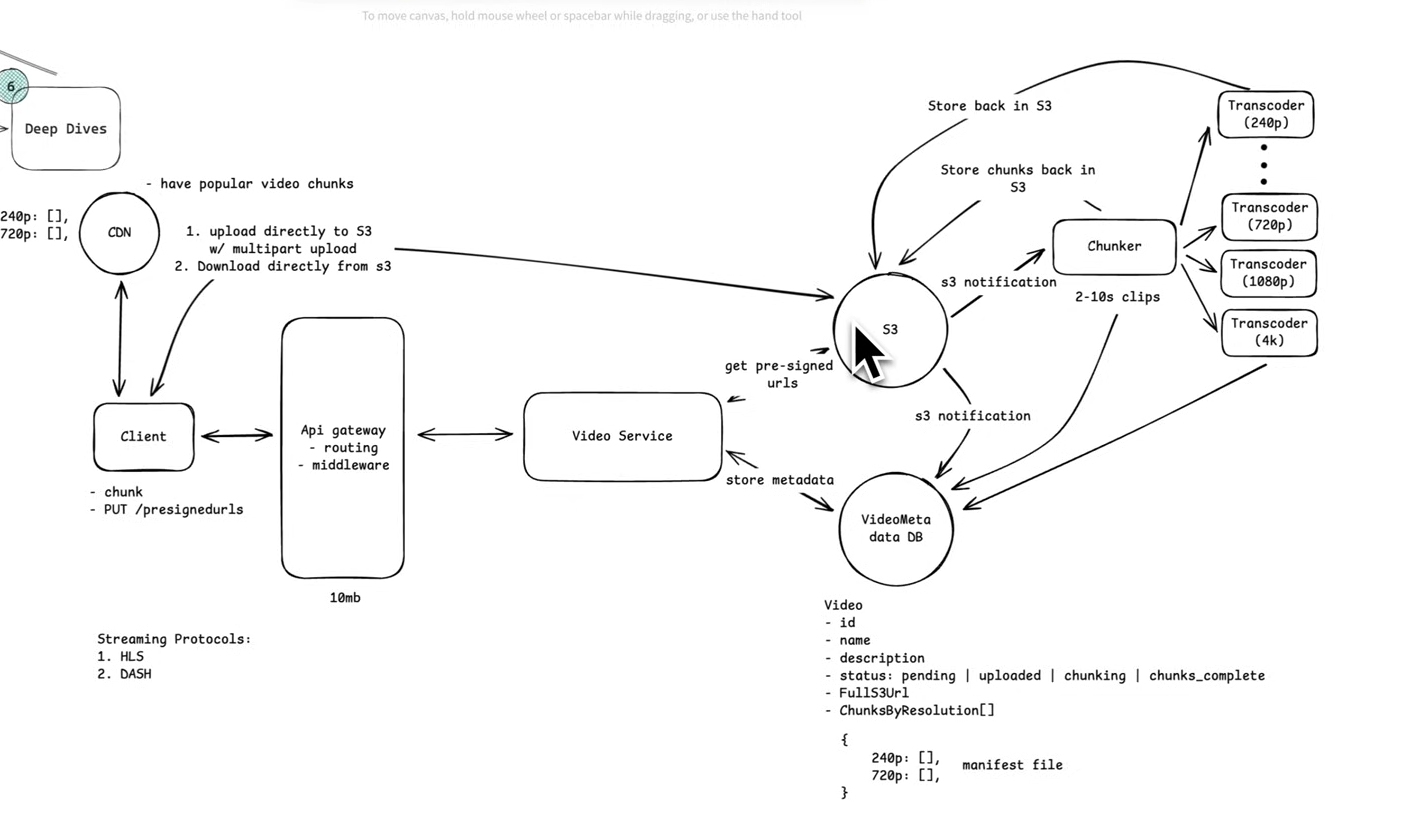 To move canvas, hold mouse wheel or spacebar while dragging, or use the hand tool
6
Deep Dives
- have popular video chunks
240p: [],
720p: [],
CDN
1. upload directly to S3
w/ multipart upload
2. Download directly from s3
Client
- chunk
- PUT /presignedurls
Api gateway
- routing
- middleware
10mb
Streaming Protocols:
1. HLS
2. DASH
Video Service
get pre-signed
urls
store metadata
S3
Store back in S3
Store chunks back in
S3
s3 notification
Chunker
2-10s clips
Transcoder
(240p)
Transcoder
(720p)
Transcoder
(1080p)
Transcoder
(4k)
s3 notification
VideoMeta
data DB
Video
- id
- name
- description
- status: pending | uploaded | chunking | chunks_complete
- FullS3Url
- ChunksByResolution[]
{
240p: [],
720p: [],
manifest file
}